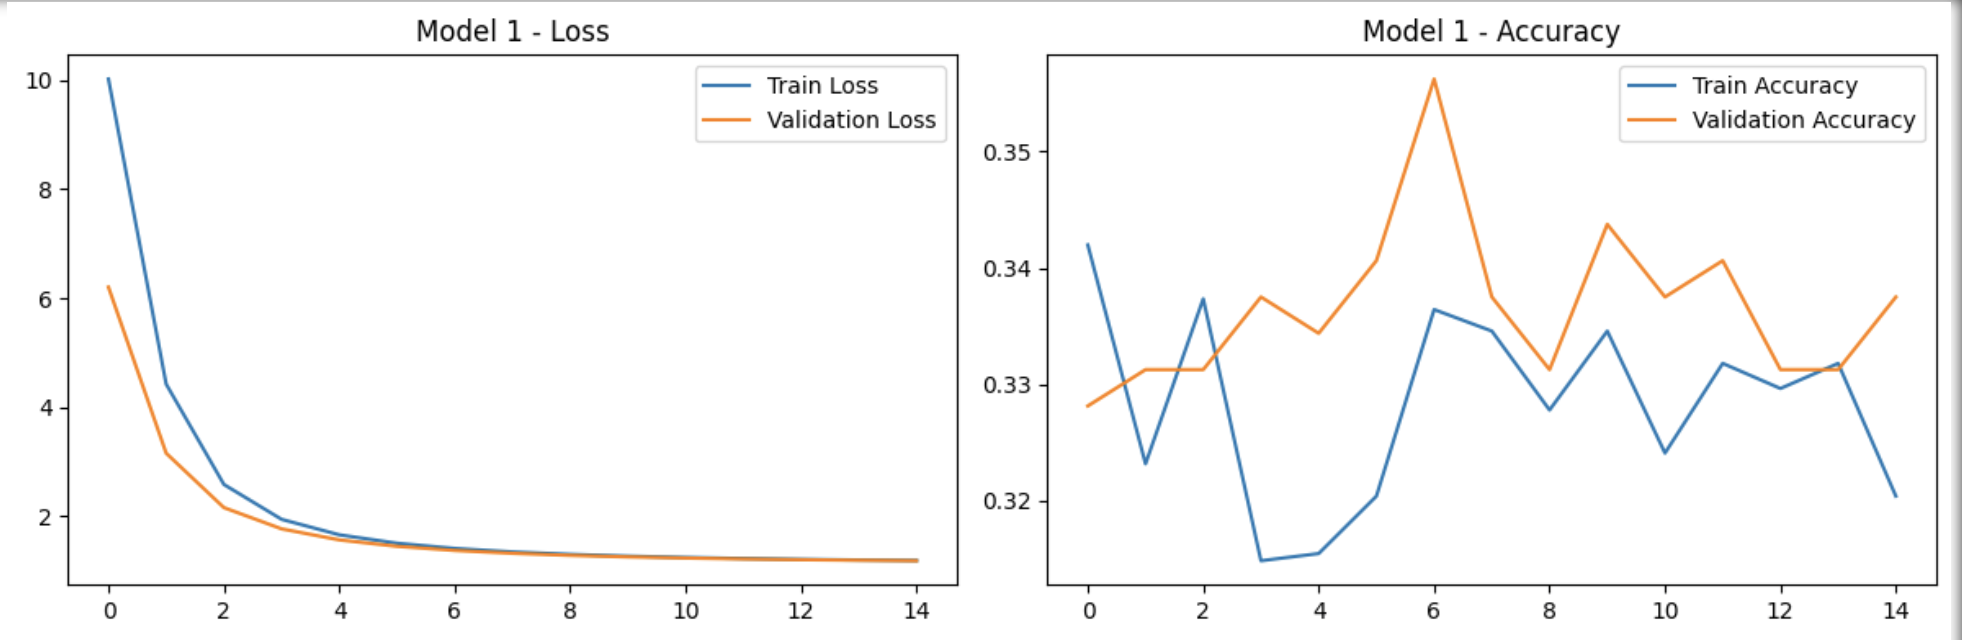 Model 1 - Loss
10
8
6
4
2
0 2 4 6 8 10 12 14
Train Loss
Validation Loss
Model 1 - Accuracy
0.35
0.34
0.33
0.32
0 2 4 6 8 10 12 14
Train Accuracy
Validation Accuracy